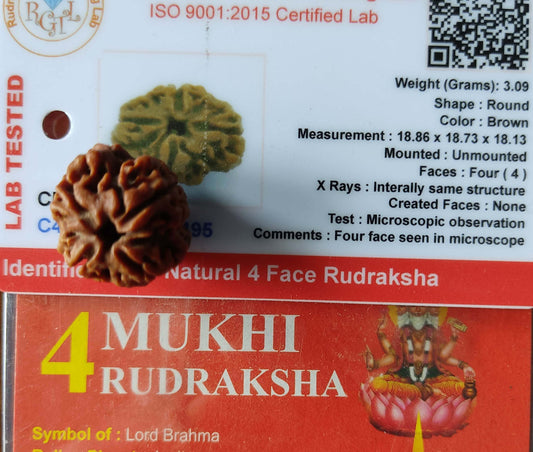 RGTL
ISO 9001:2015 Certified Lab
LAB TESTED
Weight (Grams): 3.09
Shape : Round
Color : Brown
Measurement : 18.86 x 18.73 x 18.13
Mounted : Unmounted
Faces : Four ( 4 )
X Rays : Interally same structure
Created Faces : None
Test : Microscopic observation
Comments : Four face seen in microscope
Natural 4 Face Rudraksha
4 MUKHI
RUDRAKSHA
Symbol of : Lord Brahma